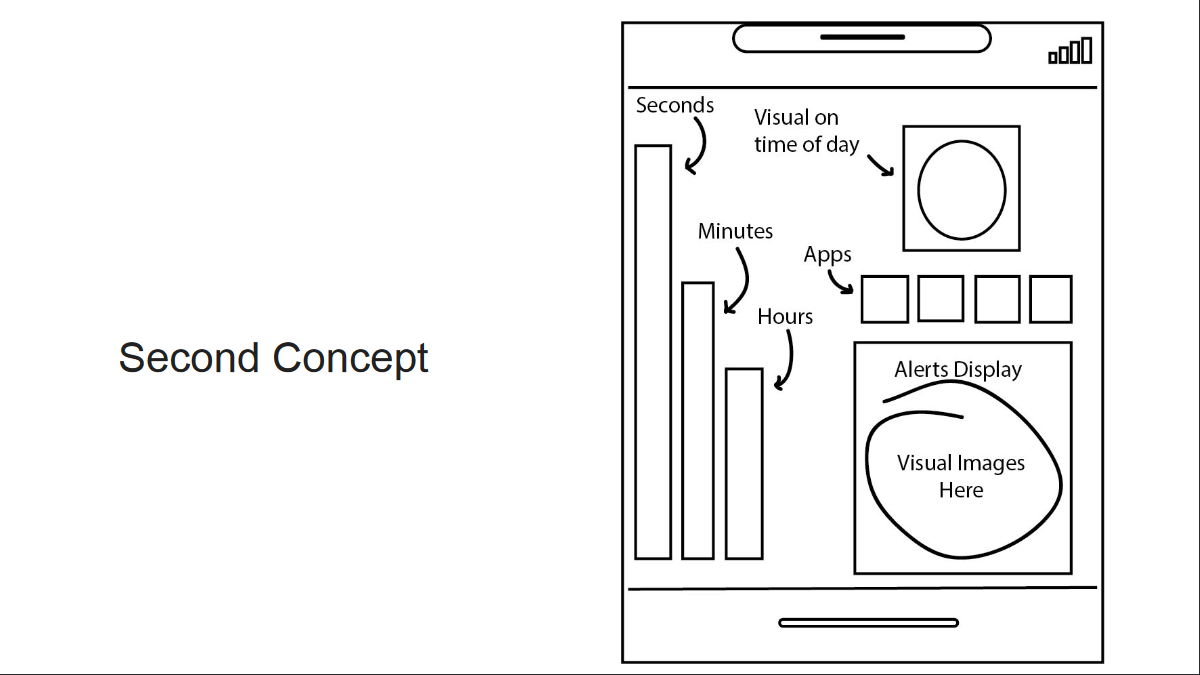 Second Concept
Seconds
Visual on
time of day
Minutes
Apps
Hours
Alerts Display
Visual Images
Here